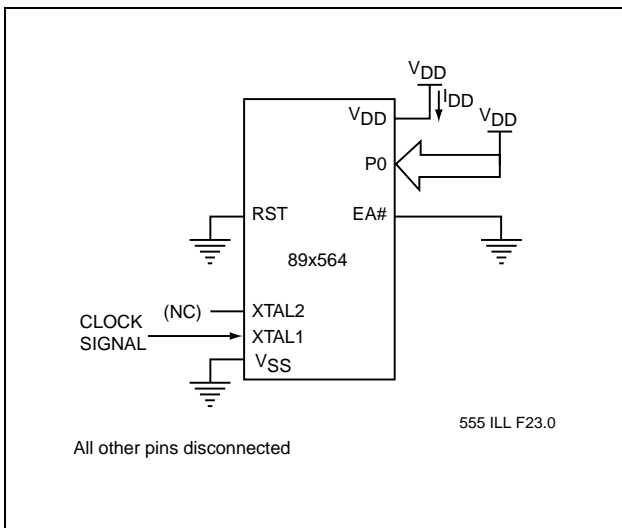 VDD
IDD
VDD
VDD
P0
RST
EA#
89x564
(NC)
XTAL2
CLOCK
SIGNAL
XTAL1
VSS
555 ILL F23.0
All other pins disconnected